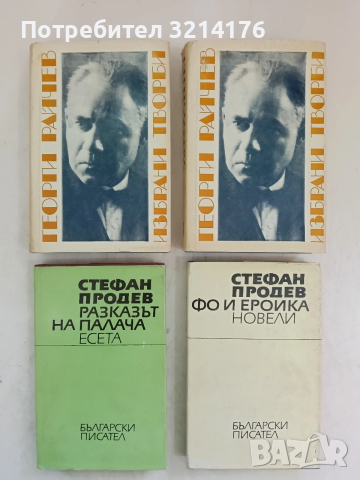 Потребител 3214176
ГЕОРГИ РАЙЧЕВ
ИЗБРАНИ ТВОРБИ
ГЕОРГИ РАЙЧЕВ
ИЗБРАНИ ТВОРБИ
СТЕФАН
ПРОДЕВ
РАЗКАЗЪТ
НА ПАЛАЧА
ЕСЕТА
БЪЛГАРСКИ
ПИСАТЕЛ
СТЕФАН
ПРОДЕВ
ФО И ЕРОИКА
НОВЕЛИ
БЪЛГАРСКИ
ПИСАТЕЛ
BAZAR